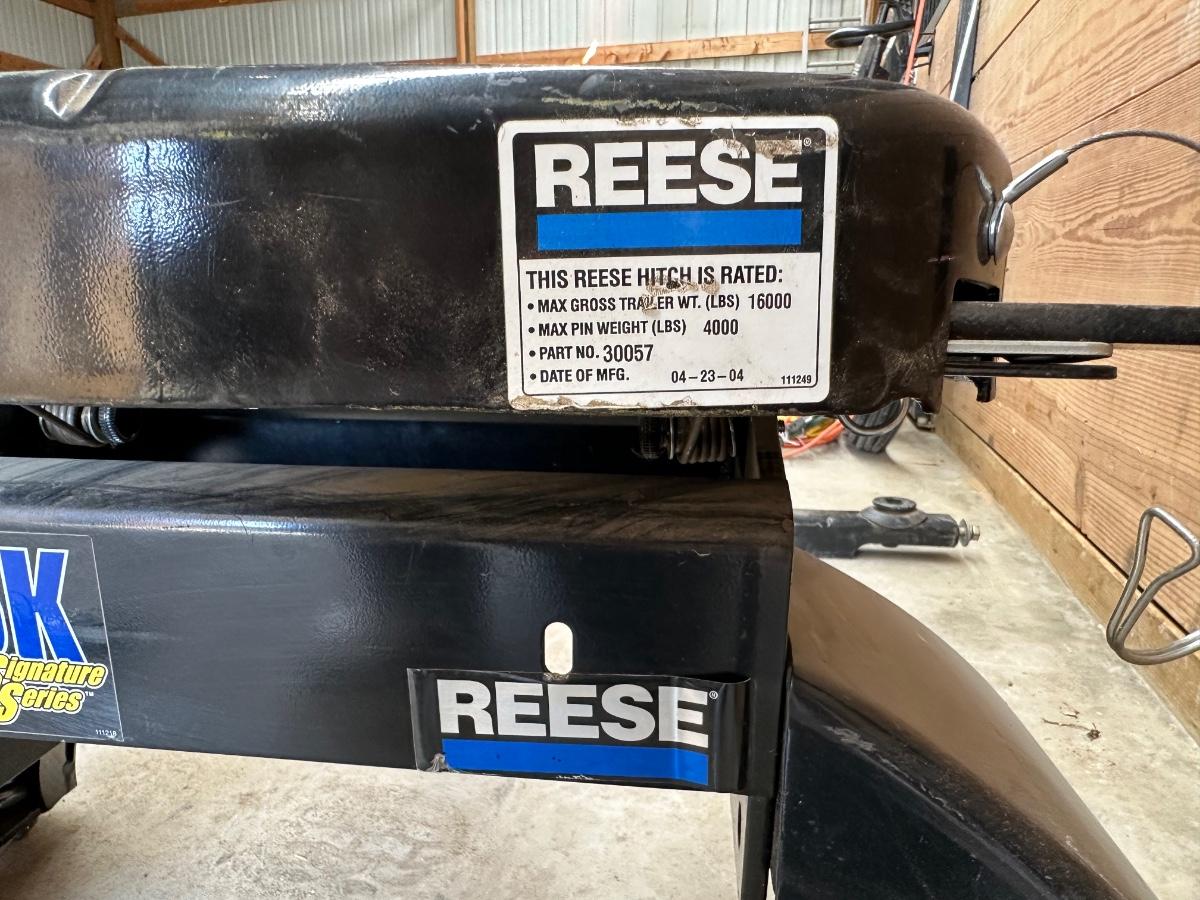 REESE®
THIS REESE HITCH IS RATED:
• MAX GROSS TRAILER WT. (LBS) 16000
• MAX PIN WEIGHT (LBS) 4000
• PART NO. 30057
• DATE OF MFG. 04-23-04 111249
Signature
Series™
REESE®